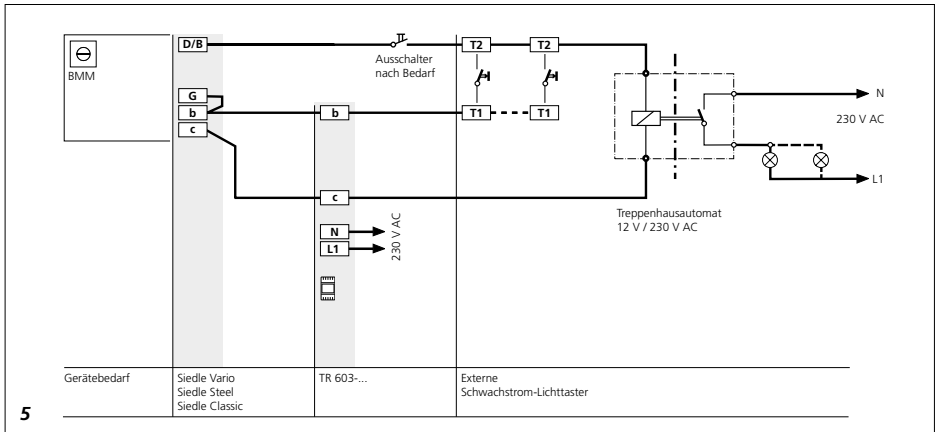 BMM
D/B
G
b
c
Ausschalter
nach Bedarf
T2
T2
T1
T1
b
c
N
L1
230 V AC
N
230 V AC
L1
Treppenhausautomat
12 V / 230 V AC
Gerätebedarf
Siedle Vario
Siedle Steel
Siedle Classic
TR 603-...
Externe
Schwachstrom-Lichttaster
5